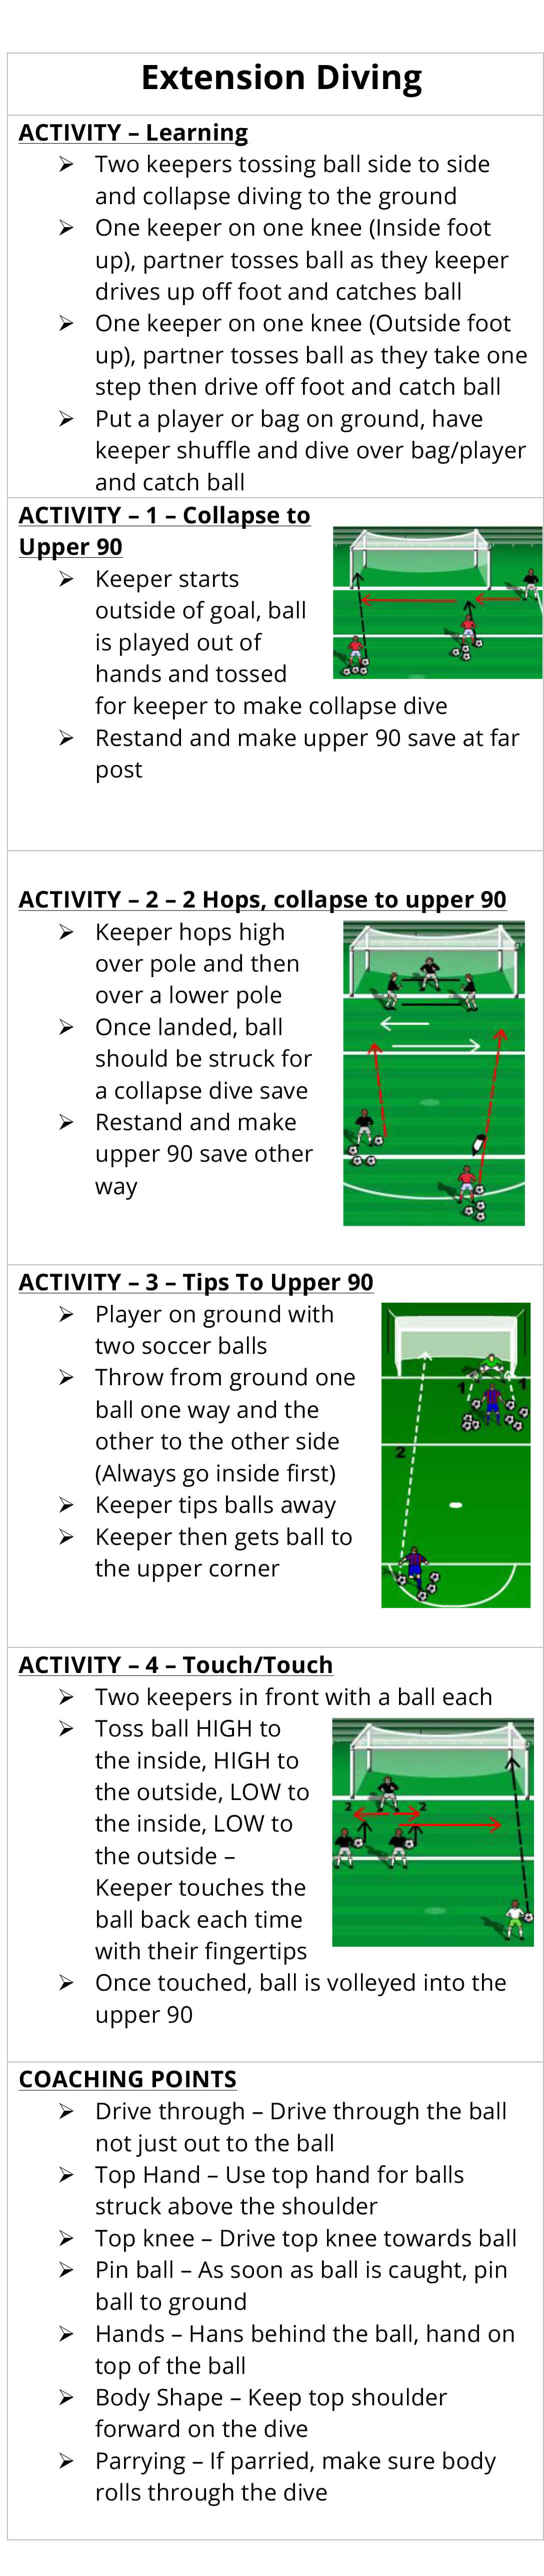 Extension Diving
ACTIVITY – Learning
➢ Two keepers tossing ball side to side
and collapse diving to the ground
➢ One keeper on one knee (Inside foot
up), partner tosses ball as they keeper
drives up off foot and catches ball
➢ One keeper on one knee (Outside foot
up), partner tosses ball as they take one
step then drive off foot and catch ball
➢ Put a player or bag on ground, have
keeper shuffle and dive over bag/player
and catch ball
ACTIVITY – 1 – Collapse to
Upper 90
➢ Keeper starts
outside of goal, ball
is played out of
hands and tossed
for keeper to make collapse dive
➢ Restand and make upper 90 save at far
post
ACTIVITY – 2 – 2 Hops, collapse to upper 90
➢ Keeper hops high
over pole and then
over a lower pole
➢ Once landed, ball
should be struck for
a collapse dive save
➢ Restand and make
upper 90 save other
way
ACTIVITY – 3 – Tips To Upper 90
➢ Player on ground with
two soccer balls
➢ Throw from ground one
ball one way and the
other to the other side
(Always go inside first)
➢ Keeper tips balls away
➢ Keeper then gets ball to
the upper corner
1 1
2
ACTIVITY – 4 – Touch/Touch
➢ Two keepers in front with a ball each
➢ Toss ball HIGH to
the inside, HIGH to
the outside, LOW to
the inside, LOW to
the outside –
Keeper touches the
ball back each time
with their fingertips
➢ Once touched, ball is volleyed into the
upper 90
2 2
COACHING POINTS
➢ Drive through – Drive through the ball
not just out to the ball
➢ Top Hand – Use top hand for balls
struck above the shoulder
➢ Top knee – Drive top knee towards ball
➢ Pin ball – As soon as ball is caught, pin
ball to ground
➢ Hands – Hans behind the ball, hand on
top of the ball
➢ Body Shape – Keep top shoulder
forward on the dive
➢ Parrying – If parried, make sure body
rolls through the dive